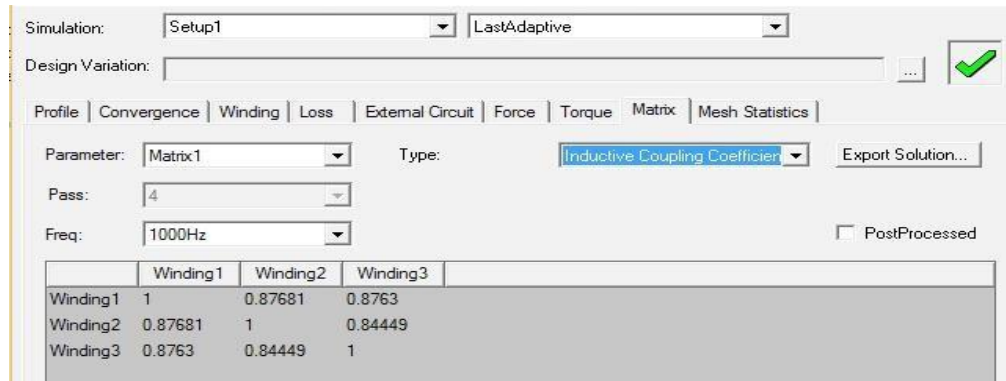 Simulation: Setup1 LastAdaptive
Design Variation: ...
Profile Convergence Winding Loss External Circuit Force Torque Matrix Mesh Statistics
Parameter: Matrix1 Type: Inductive Coupling Coefficien Export Solution...
Pass: 4
Freq: 1000Hz PostProcessed
Winding1 Winding2 Winding3
Winding1 1 0.87681 0.8763
Winding2 0.87681 1 0.84449
Winding3 0.8763 0.84449 1